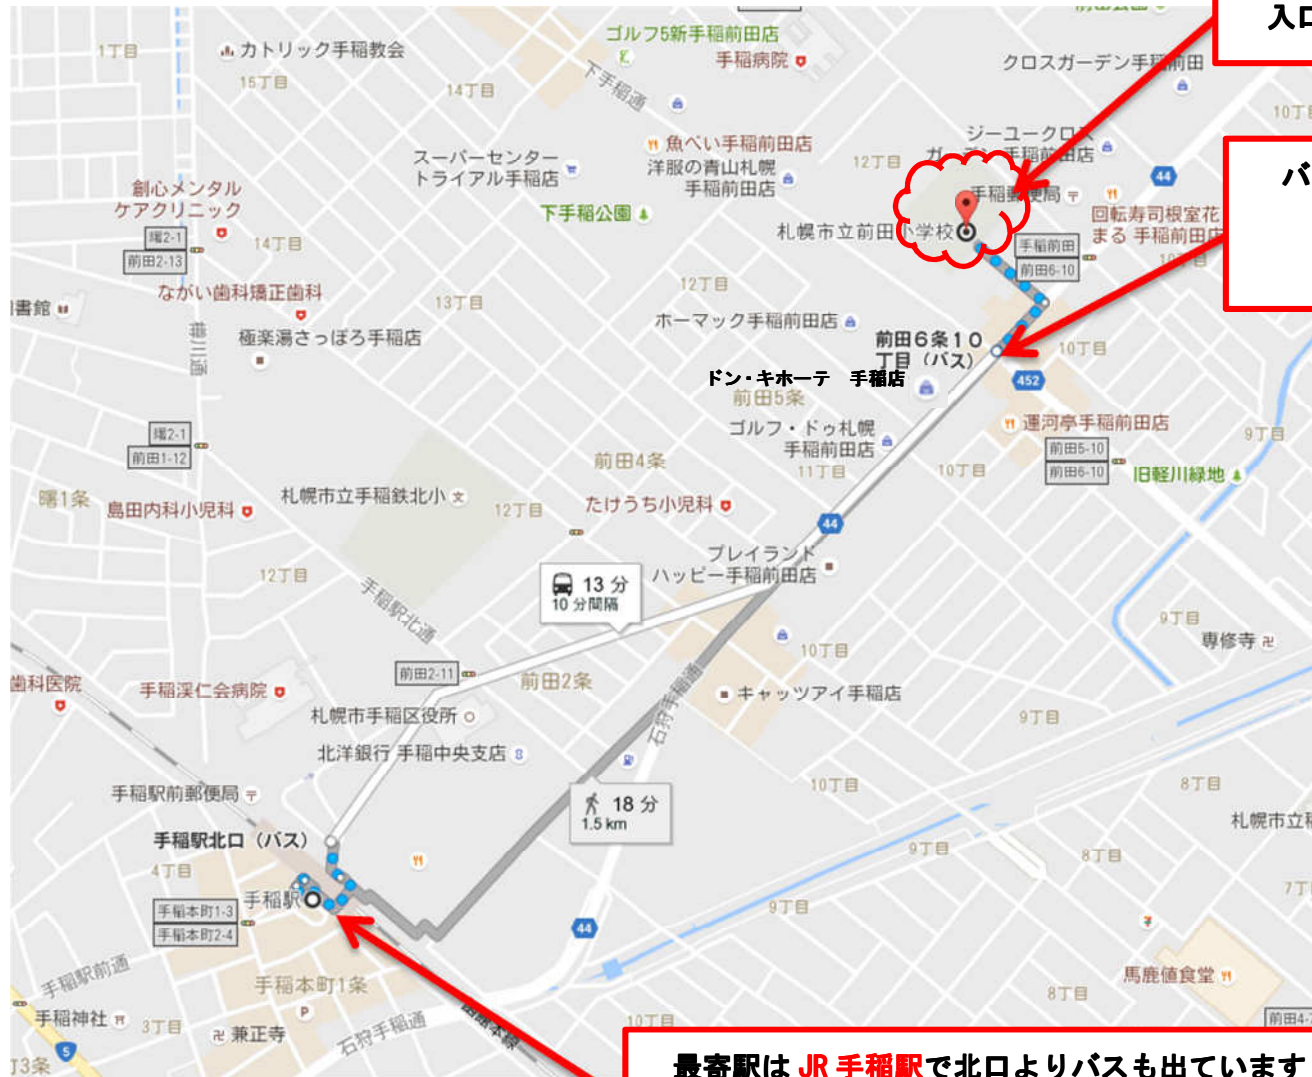 入口
1丁目
カトリック手稲教会
ゴルフ5新手稲前田店
手稲病院
クロスガーデン手稲前田
15丁目
14丁目
下手稲通
10丁目
魚べい手稲前田店
スーパーセンター
トライアル手稲店
洋服の青山札幌
手稲前田店
12丁目
バ
44
創心メンタル
ケアクリニック
下手稲公園
札幌市立前田小学校
回転寿司根室花
まる 手稲前田店
曙2-1
前田2-13
14丁目
手稲前田
前田6-10
10丁目
ながい歯科矯正歯科
13丁目
12丁目
書館
極楽湯さっぽろ手稲店
ホーマック手稲前田店
前田6条10
丁目（バス）
10丁目
ドン・キホーテ 手稲店
452
前田5条
ゴルフ・ドゥ札幌
手稲前田店
運河亭手稲前田店
曙2-1
前田1-12
前田5-10
前田6-10
9丁目
前田4条
11丁目
10丁目
旧軽川緑地
曙1条
島田内科小児科
札幌市立手稲鉄北小
12丁目
たけうち小児科
44
プレイランド
ハッピー手稲前田店
12丁目
13 分
10 分間隔
手稲駅北通
9丁目
専修寺
10丁目
前田2-11
前田2条
歯科医院
手稲渓仁会病院
キャッツアイ手稲店
札幌市手稲区役所
石狩手稲通
9丁目
北洋銀行 手稲中央支店
手稲駅前郵便局
18 分
1.5 km
10丁目
8丁目
札幌市立
手稲駅北口（バス）
4丁目
9丁目
8丁目
手稲駅
手稲本町1-3
手稲本町2-4
9丁目
44
手稲駅前通
手稲本町1条
馬鹿値食堂
8丁目
手稲神社
3丁目
兼正寺
石狩手稲通
10丁目
前田4-7
5
最寄駅は JR 手稲駅で北口よりバスも出ています